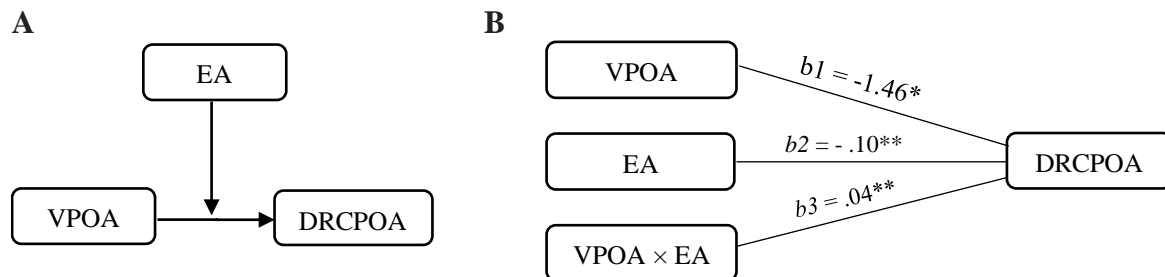 A
EA
VPOA
DRCPOA
B
VPOA
b1 = -1.46*
EA
b2 = - .10**
DRCPOA
b3 = .04**
VPOA × EA